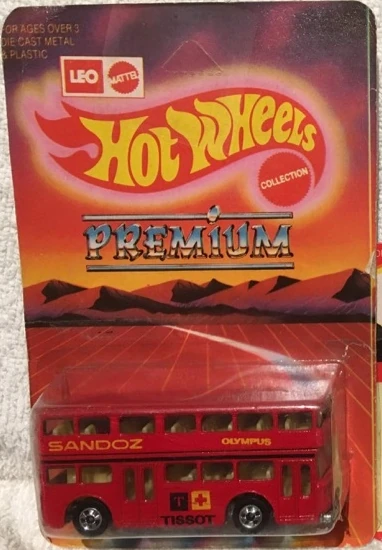 FOR AGES OVER 3
DIE CAST METAL
& PLASTIC
LEO MATTEL
HOT WHEELS
COLLECTION
PREMIUM
SANDOZ OLYMPUS
T+
TISSOT